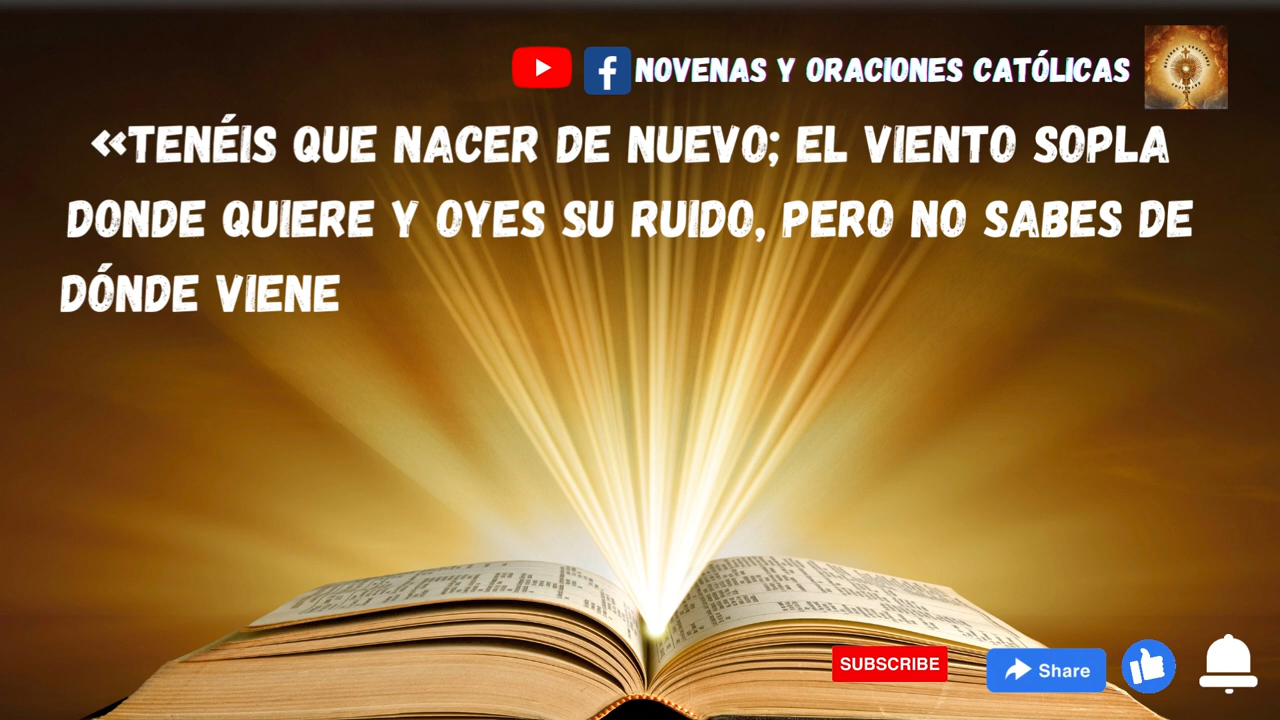 NOVENAS Y ORACIONES CATÓLICAS
«TENÉIS QUE NACER DE NUEVO; EL VIENTO SOPLA
DONDE QUIERE Y OYES SU RUIDO, PERO NO SABES DE
DÓNDE VIENE
SUBSCRIBE
Share